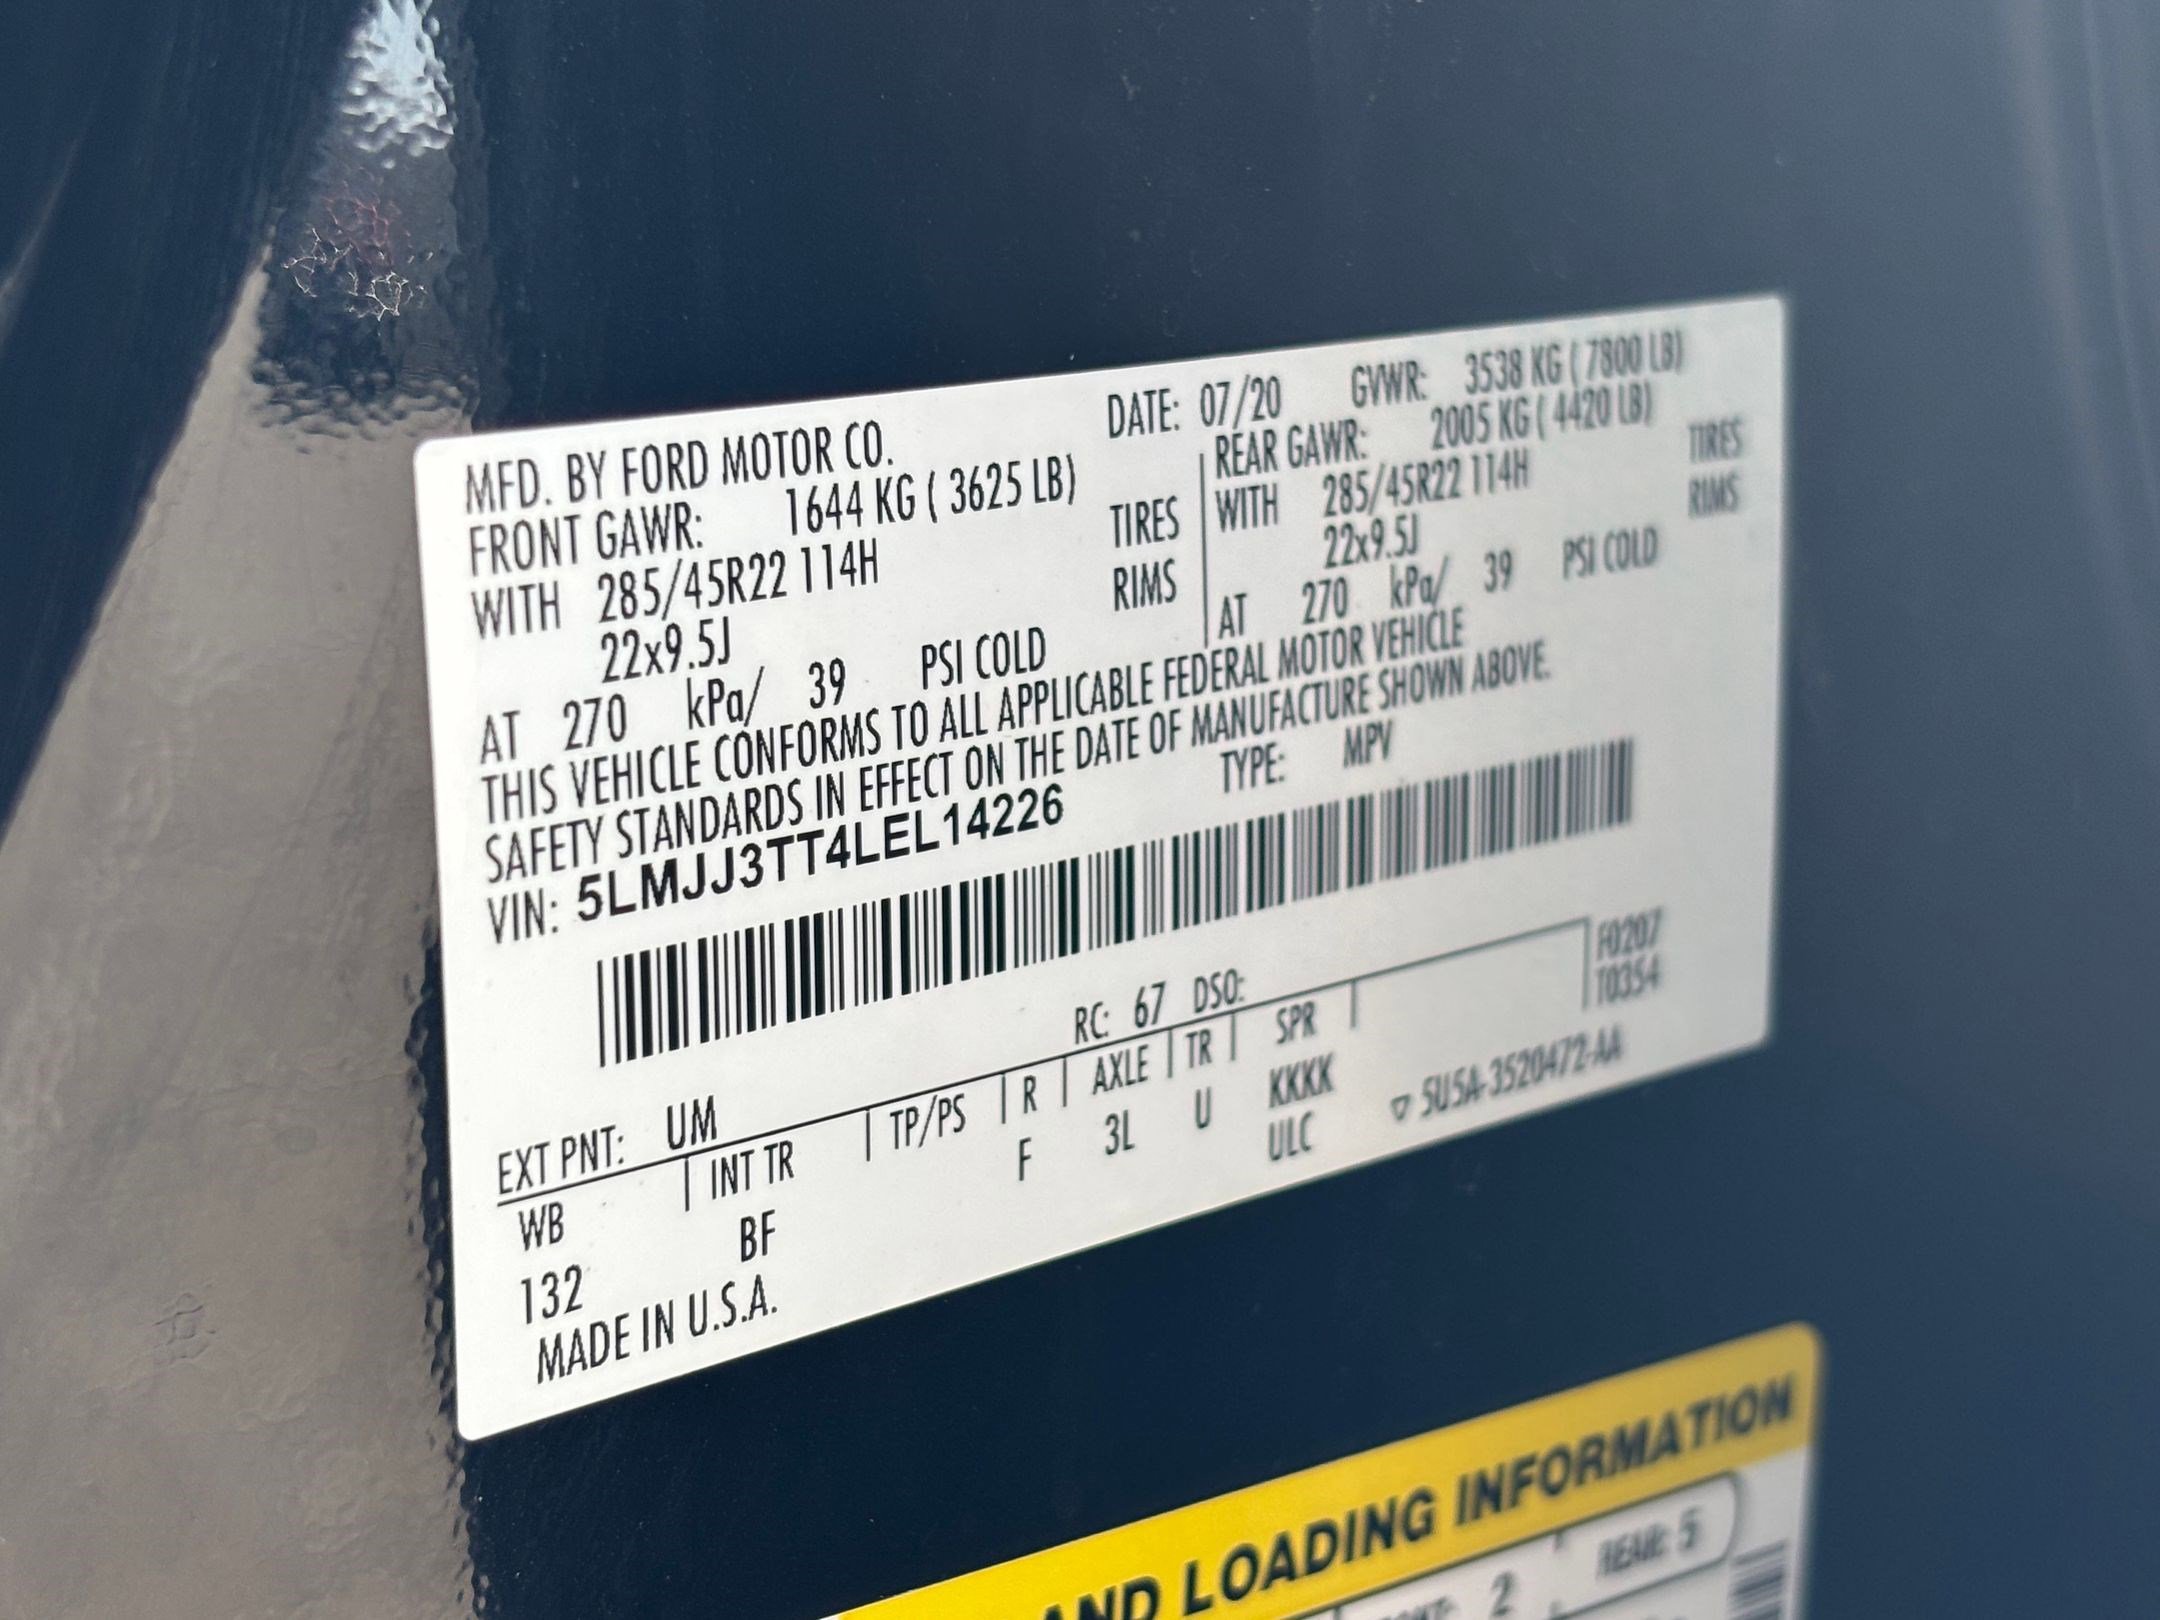 MFD. BY FORD MOTOR CO.
DATE: 07/20 GVWR: 3538 KG ( 7800 LB)
FRONT GAWR: 1644 KG ( 3625 LB)
REAR GAWR: 2005 KG ( 4420 LB)
WITH 285/45R22 114H TIRES
WITH 285/45R22 114H TIRES
22x9.5J RIMS
22x9.5J RIMS
AT 270 kPa/ 39 PSI COLD
AT 270 kPa/ 39 PSI COLD
THIS VEHICLE CONFORMS TO ALL APPLICABLE FEDERAL MOTOR VEHICLE
SAFETY STANDARDS IN EFFECT ON THE DATE OF MANUFACTURE SHOWN ABOVE.
VIN: 5LMJJ3TT4LEL14226 TYPE: MPV
EXT PNT: UM RC: 67 DSO:
WB INT TR TP/PS R AXLE TR SPR
132 BF F 3L U KKKK
ULC
F0207
T0354
MADE IN U.S.A.
▽ 5U5A-3520472-AA
AND LOADING INFORMATION
2 REAR: 5